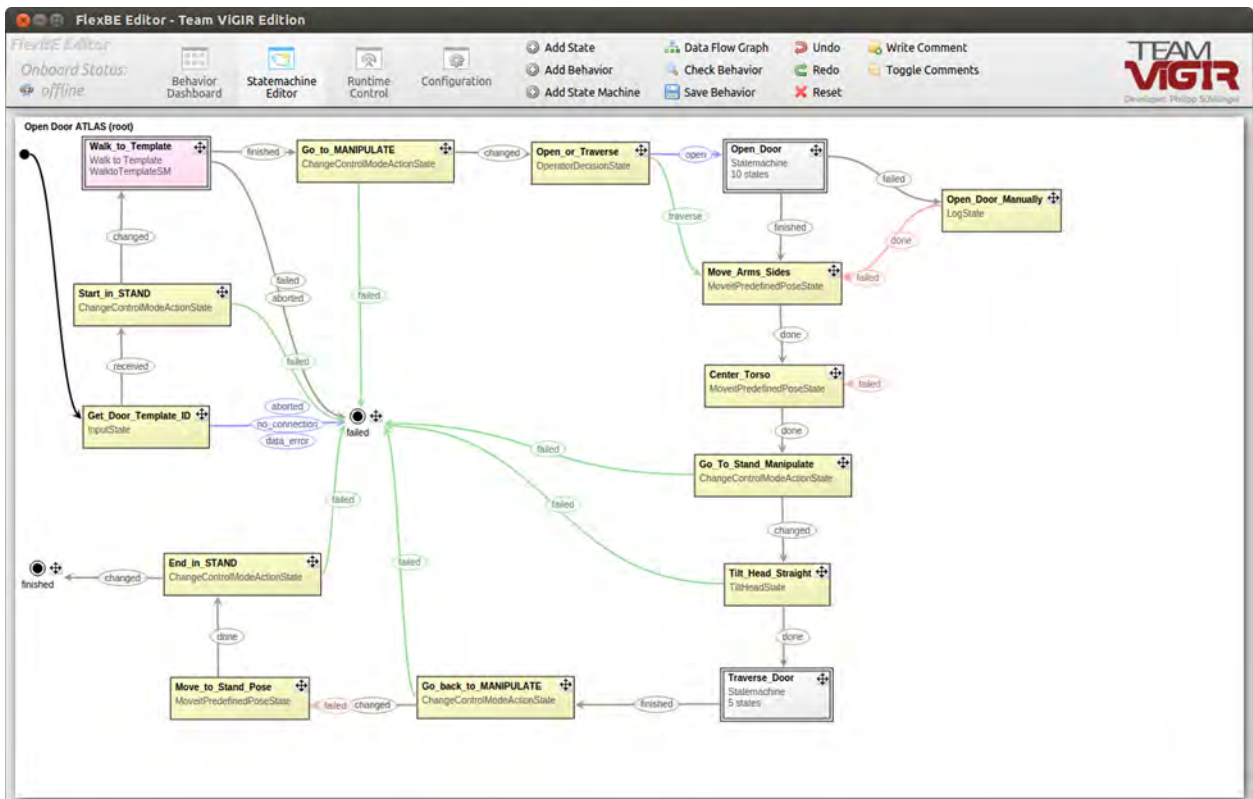 FlexBE Editor - Team ViGIR Edition
FlexBE Editor
Onboard Status:
offline
Behavior
Dashboard
Statemachine
Editor
Runtime
Control
Configuration
Add State
Add Behavior
Add State Machine
Data Flow Graph
Check Behavior
Save Behavior
Undo
Redo
Reset
Write Comment
Toggle Comments
TEAM
ViGIR
Developer: Philipp Schillinger
Open Door ATLAS (root)
Walk_to_Template
Walk to Template
WalktoTemplateSM
finished
Go_to_MANIPULATE
ChangeControlModeActionState
changed
Open_or_Traverse
OperatorDecisionState
open
Open_Door
Statemachine
10 states
failed
Open_Door_Manually
LogState
traverse
finished
done
changed
failed
aborted
failed
Move_Arms_Sides
MoveitPredefinedPoseState
failed
Start_in_STAND
ChangeControlModeActionState
done
received
failed
Center_Torso
MoveitPredefinedPoseState
failed
Get_Door_Template_ID
InputState
aborted
no_connection
data_error
failed
done
failed
Go_To_Stand_Manipulate
ChangeControlModeActionState
failed
failed
changed
finished
changed
End_in_STAND
ChangeControlModeActionState
failed
Tilt_Head_Straight
TiltHeadState
done
done
Move_to_Stand_Pose
MoveitPredefinedPoseState
failed
changed
Go_back_to_MANIPULATE
ChangeControlModeActionState
finished
Traverse_Door
Statemachine
5 states